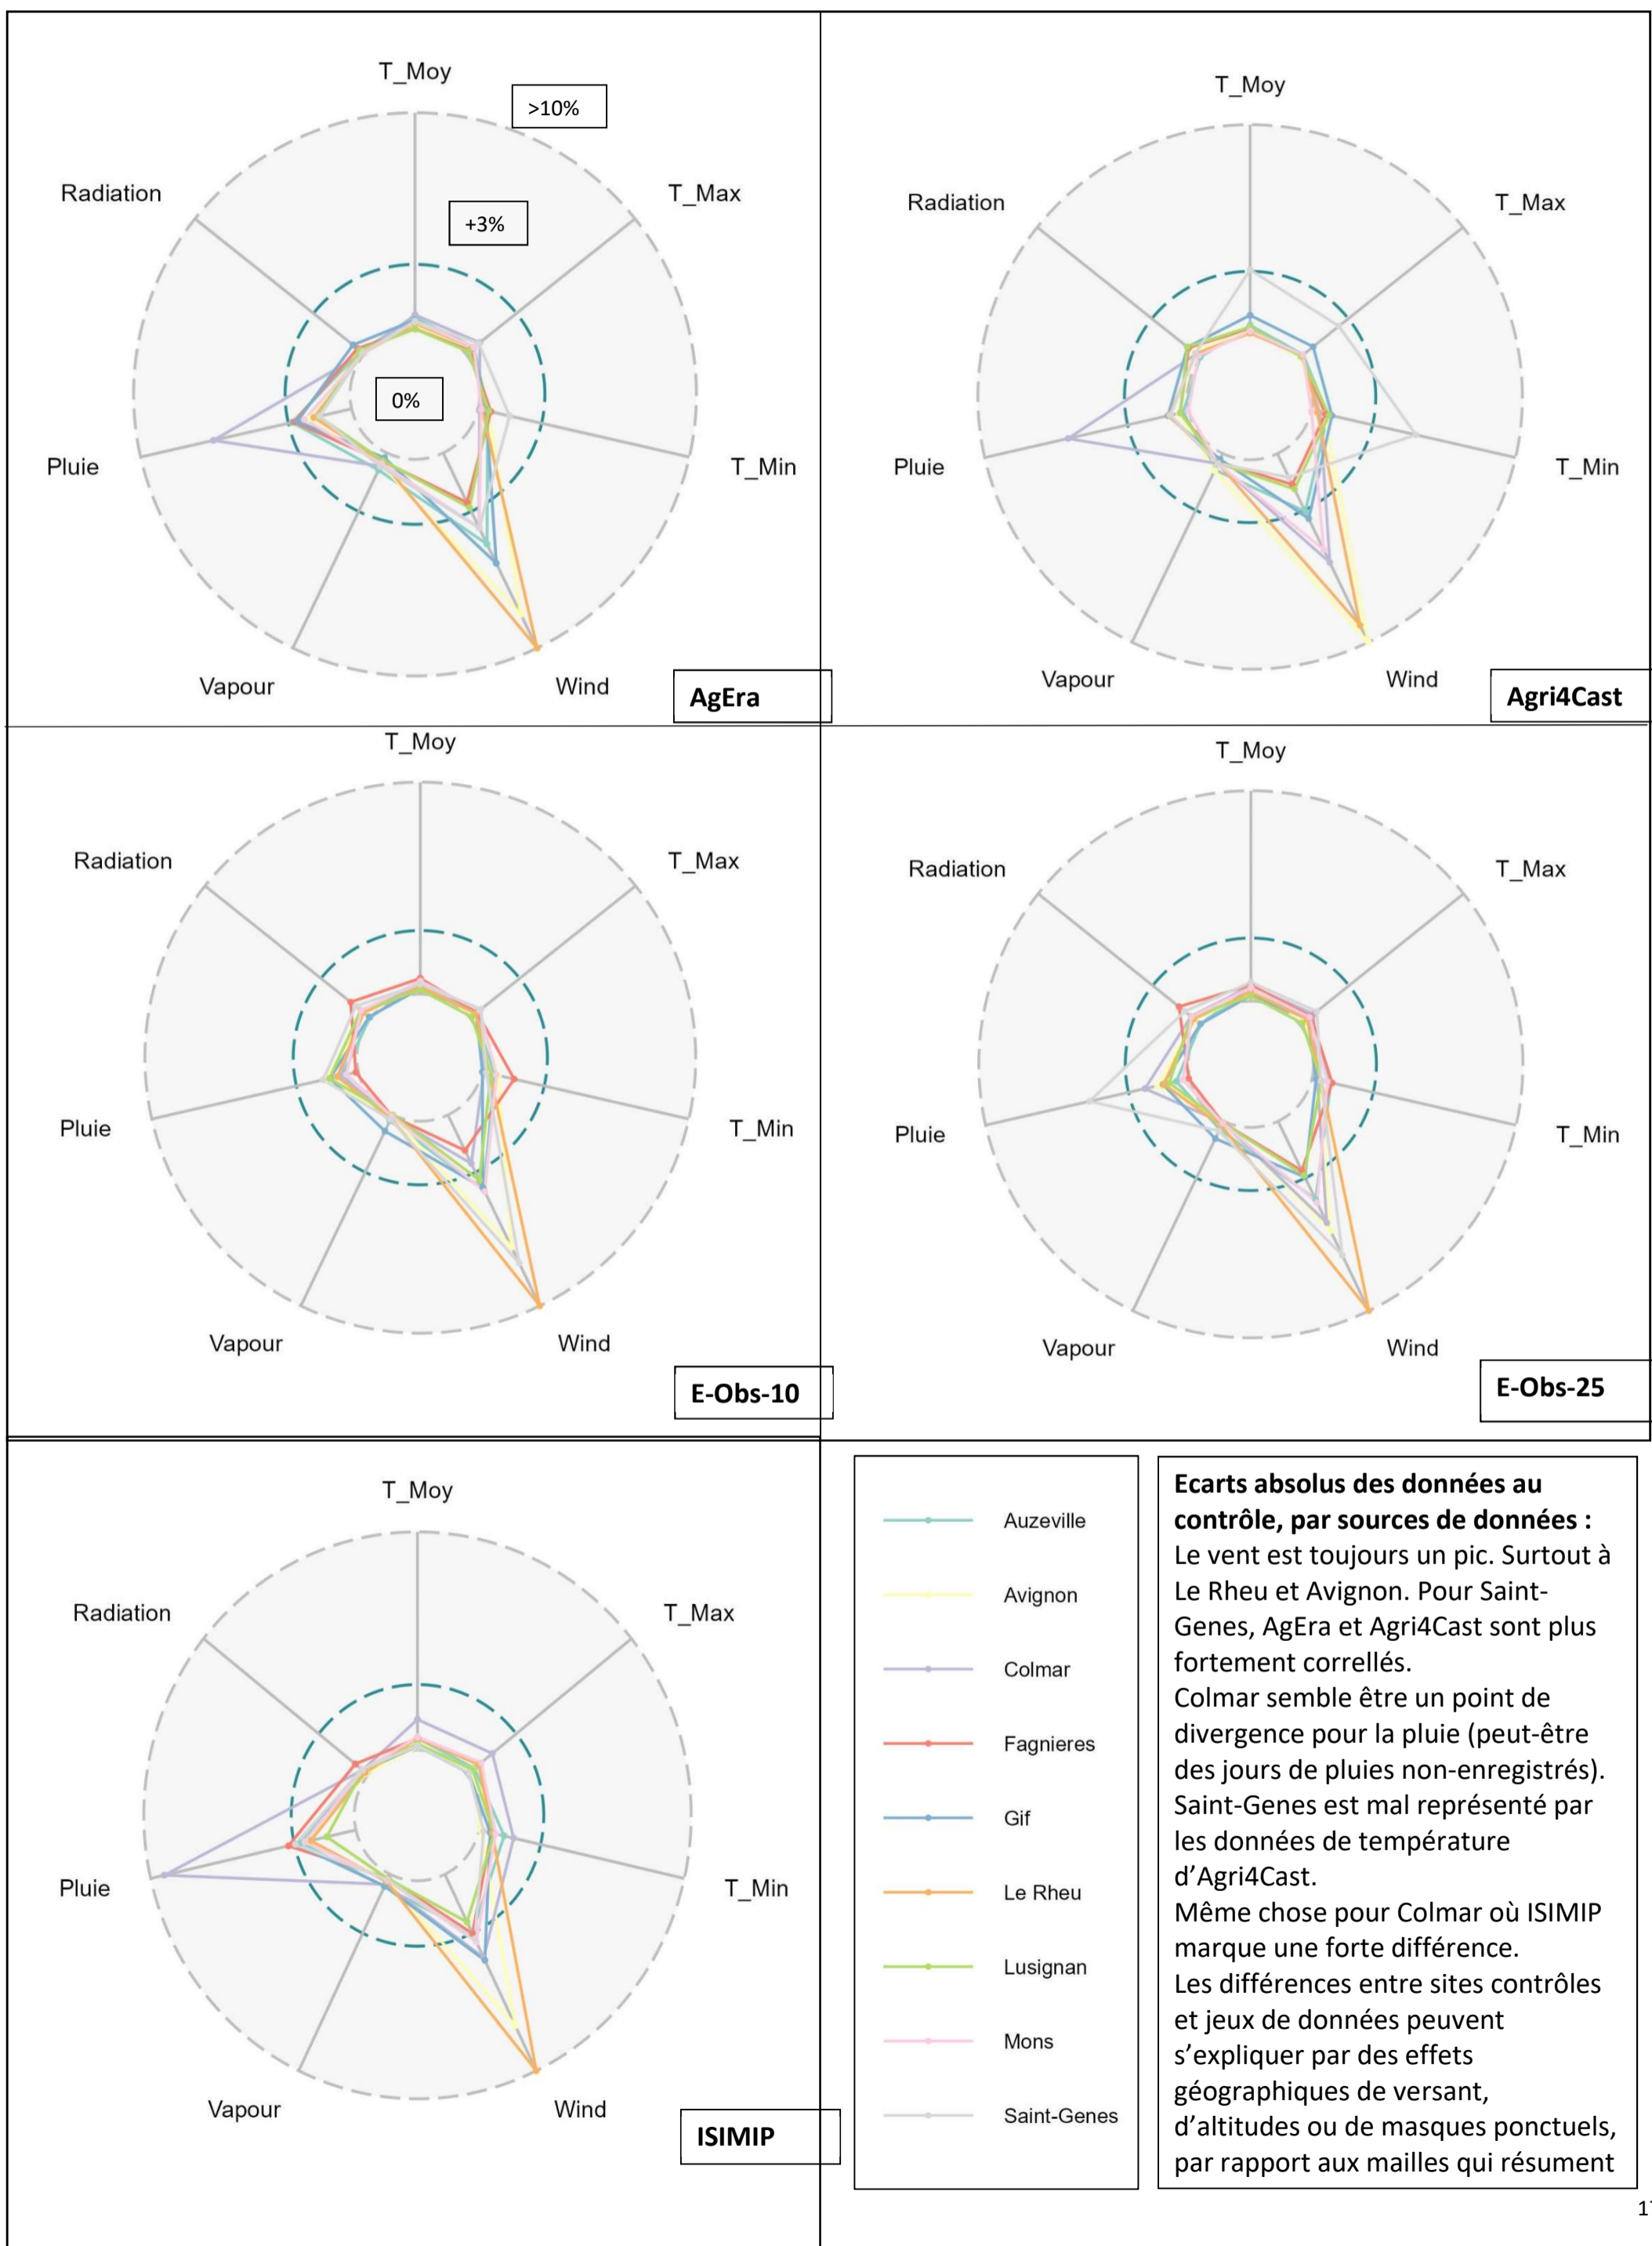 T_Moy
>10%
Radiation
T_Max
+3%
0%
Pluie
T_Min
Vapour
Wind
AgEra
T_Moy
Radiation
T_Max
Pluie
T_Min
Vapour
Wind
Agri4Cast
T_Moy
Radiation
T_Max
Pluie
T_Min
Vapour
Wind
E-Obs-10
T_Moy
Radiation
T_Max
Pluie
T_Min
Vapour
Wind
E-Obs-25
T_Moy
Radiation
T_Max
Pluie
T_Min
Vapour
Wind
ISIMIP
Auzeville
Avignon
Colmar
Fagnieres
Gif
Le Rheu
Lusignan
Mons
Saint-Genes
Ecarts absolus des données au
contrôle, par sources de données :
Le vent est toujours un pic. Surtout à
Le Rheu et Avignon. Pour Saint-
Genes, AgEra et Agri4Cast sont plus
fortement correllés.
Colmar semble être un point de
divergence pour la pluie (peut-être
des jours de pluies non-enregistrés).
Saint-Genes est mal représenté par
les données de température
d’Agri4Cast.
Même chose pour Colmar où ISIMIP
marque une forte différence.
Les différences entre sites contrôles
et jeux de données peuvent
s’expliquer par des effets
géographiques de versant,
d’altitudes ou de masques ponctuels,
par rapport aux mailles qui résument